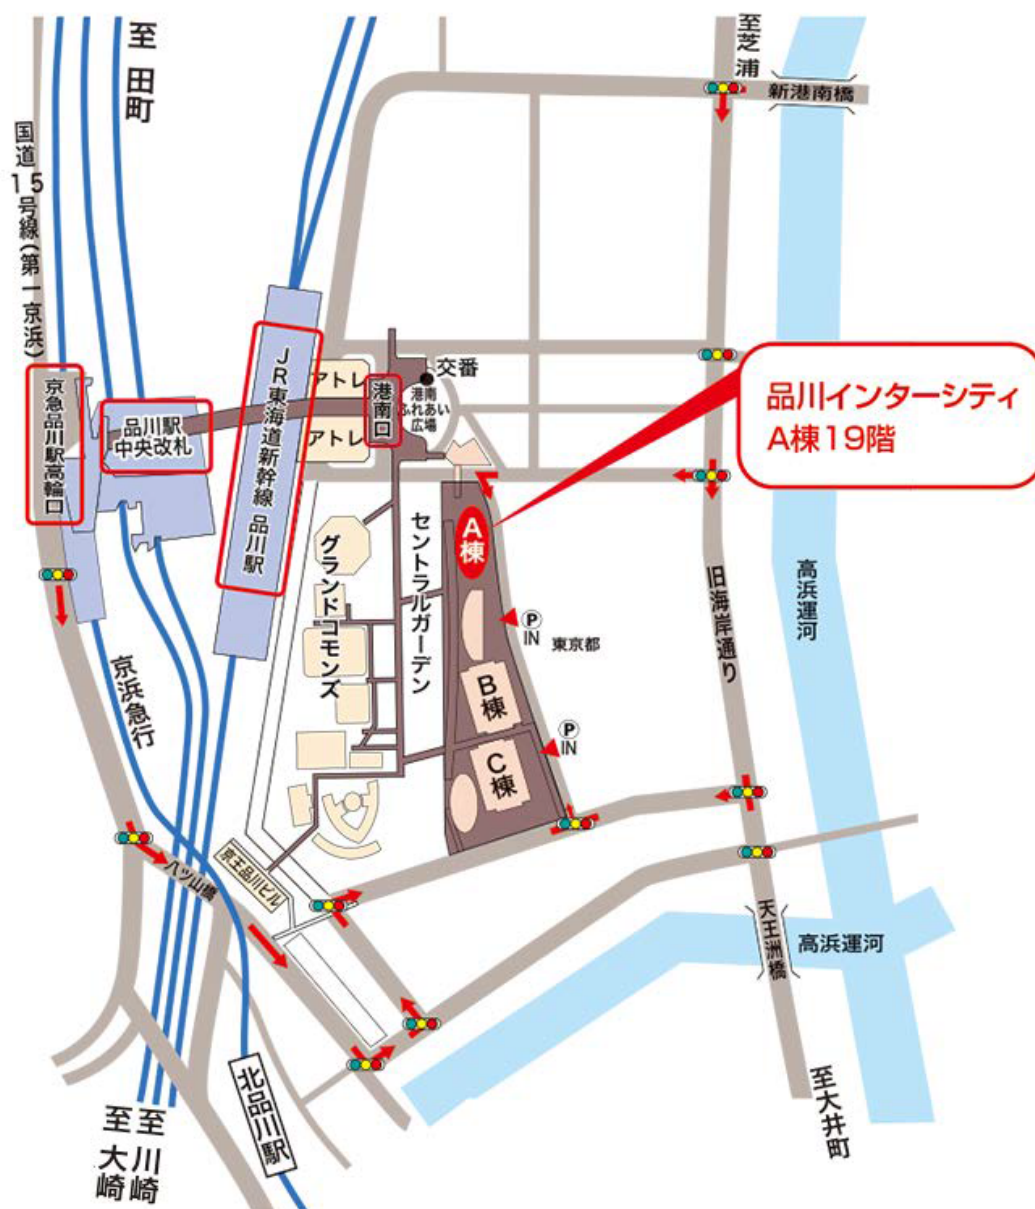 至 田町
至芝浦
新港南橋
国道15号線(第一京浜)
京急品川駅高輪口
品川駅
中央改札
JR東海道新幹線 品川駅
アトレ
アトレ
港南口
交番
港南
ふれあい
広場
品川インターシティ
A棟19階
A棟
グランドコモンズ
セントラルガーデン
P
IN
東京都
B棟
P
IN
C棟
旧海岸通り
高浜運河
京浜急行
八ツ山橋
京王品川ビル
天王洲橋
高浜運河
北品川駅
至 大崎
至 川崎
至大井町